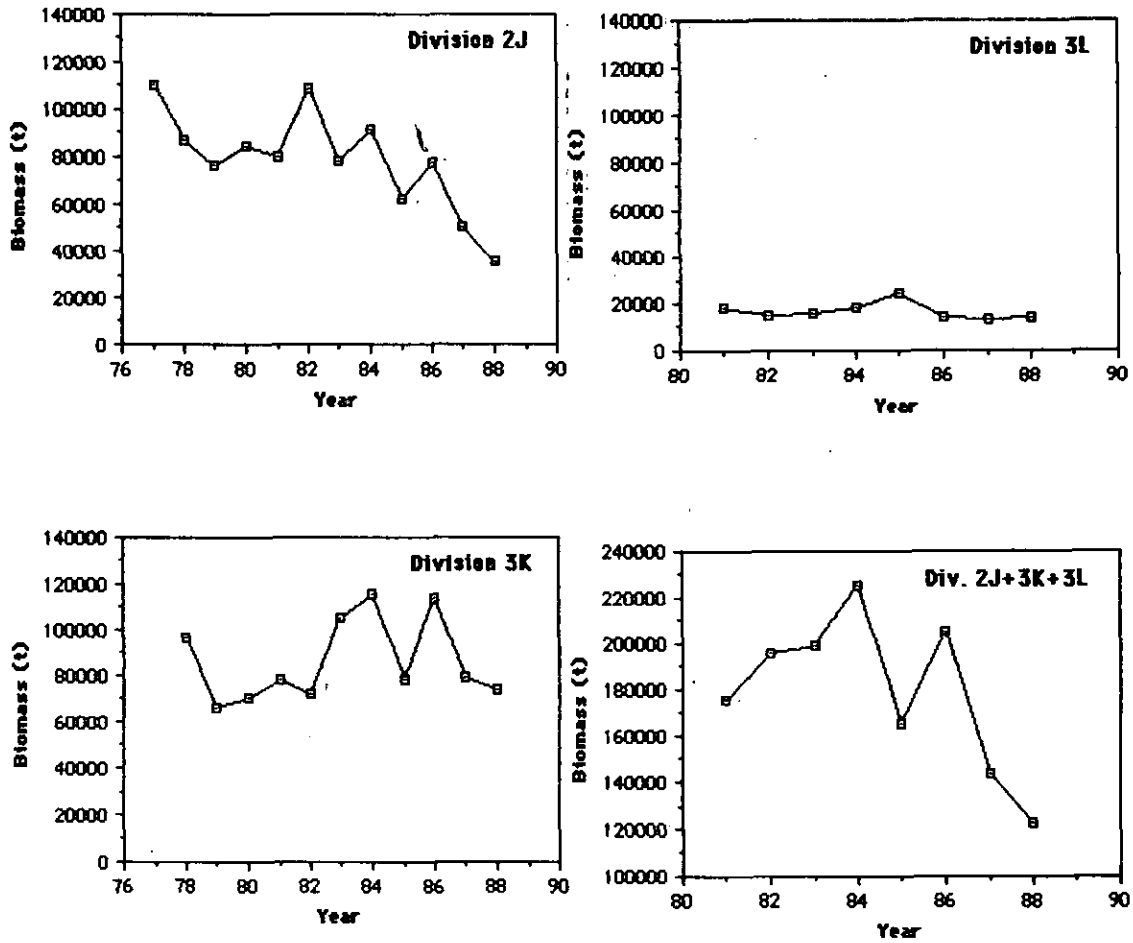 Division 2J
Biomass (t)
140000
120000
100000
80000
60000
40000
20000
0
76 78 80 82 84 86 88 90
Year
Division 3L
Biomass (t)
140000
120000
100000
80000
60000
40000
20000
0
80 82 84 86 88 90
Year
Division 3K
Biomass (t)
140000
120000
100000
80000
60000
40000
20000
0
76 78 80 82 84 86 88 90
Year
Div. 2J+3K+3L
Biomass (t)
240000
220000
200000
180000
160000
140000
120000
100000
80 82 84 86 88 90
Year